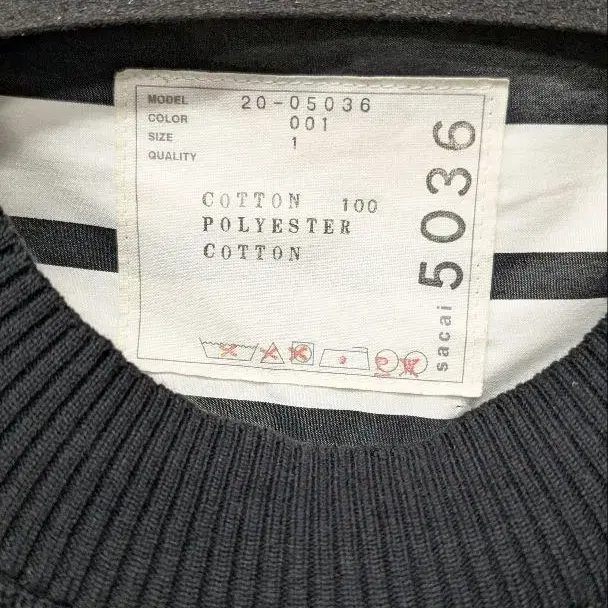 MODEL 20-05036
COLOR 001
SIZE 1
QUALITY
COTTON 100
POLYESTER
COTTON
sacai 5036